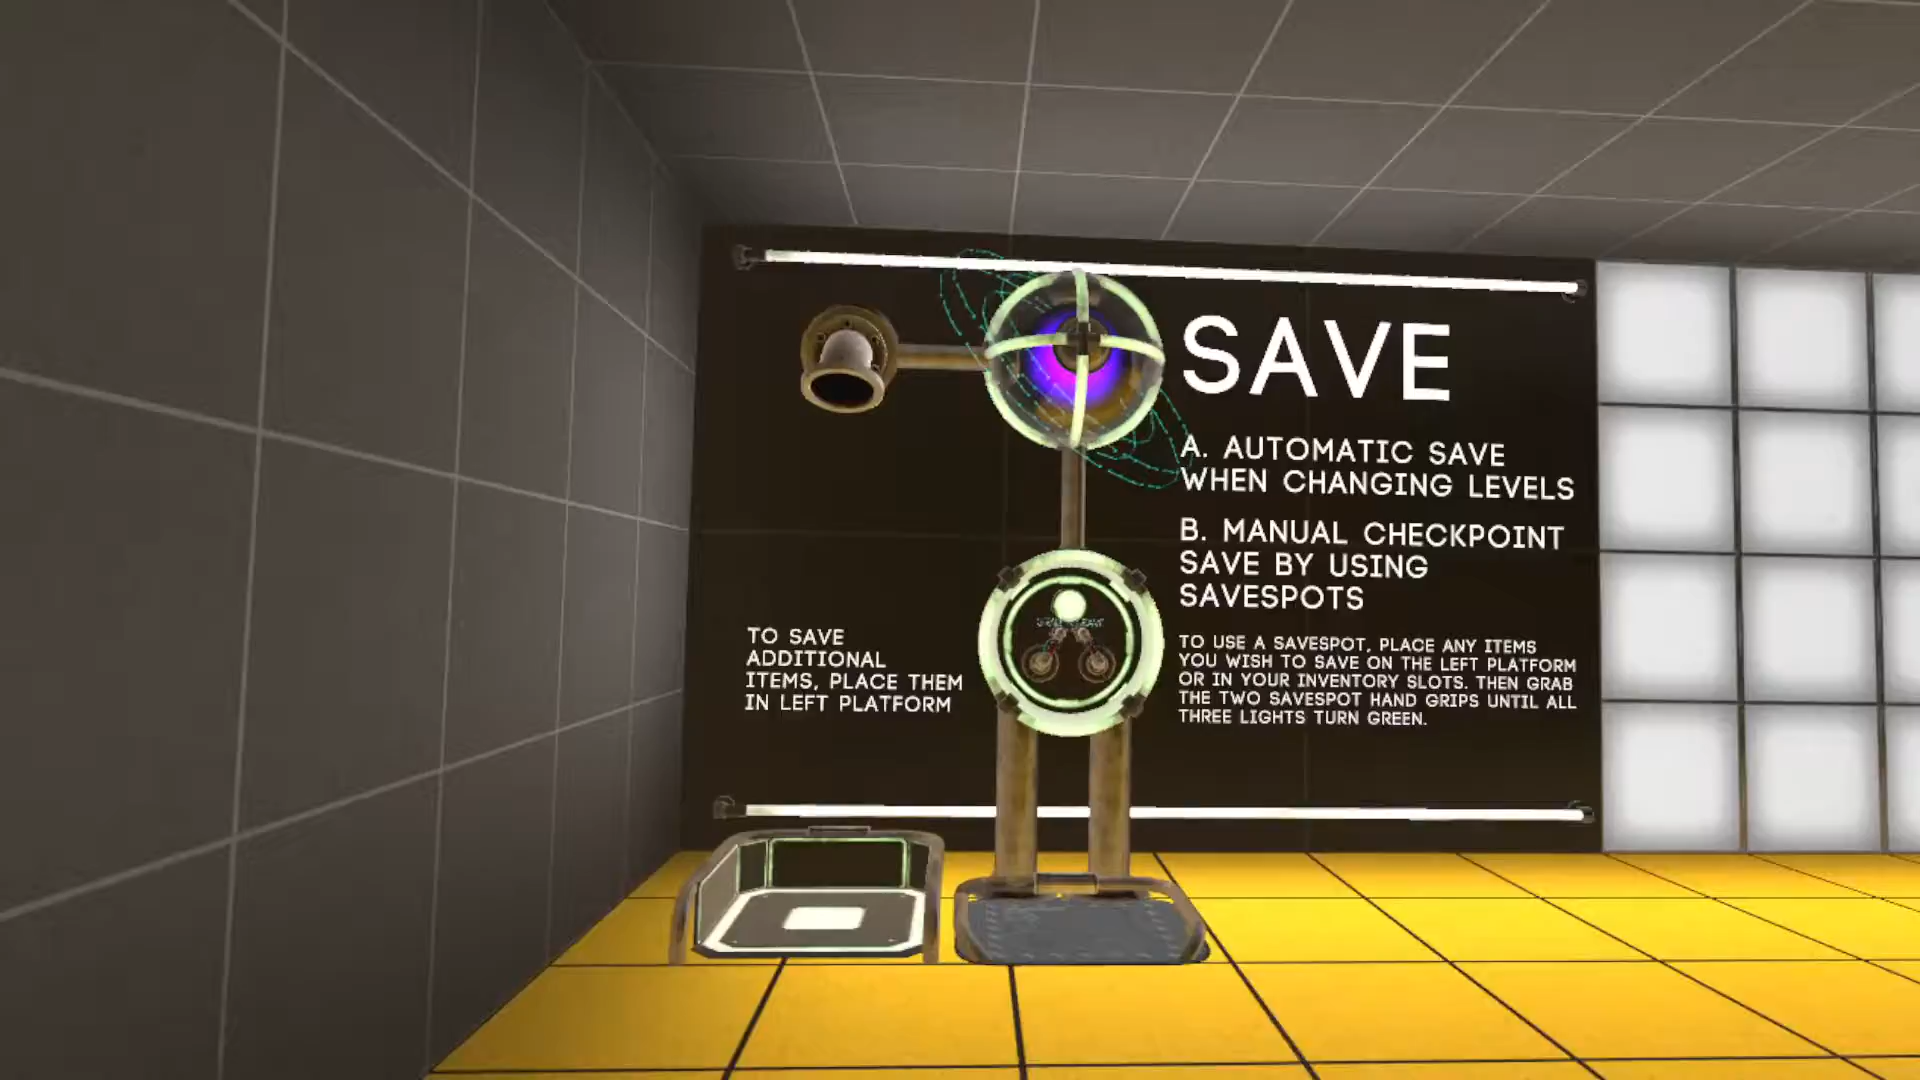 SAVE
A. AUTOMATIC SAVE
WHEN CHANGING LEVELS
B. MANUAL CHECKPOINT
SAVE BY USING
SAVESPOTS
TO USE A SAVESPOT, PLACE ANY ITEMS
YOU WISH TO SAVE ON THE LEFT PLATFORM
OR IN YOUR INVENTORY SLOTS. THEN GRAB
THE TWO SAVESPOT HAND GRIPS UNTIL ALL
THREE LIGHTS TURN GREEN.
TO SAVE
ADDITIONAL
ITEMS, PLACE THEM
IN LEFT PLATFORM